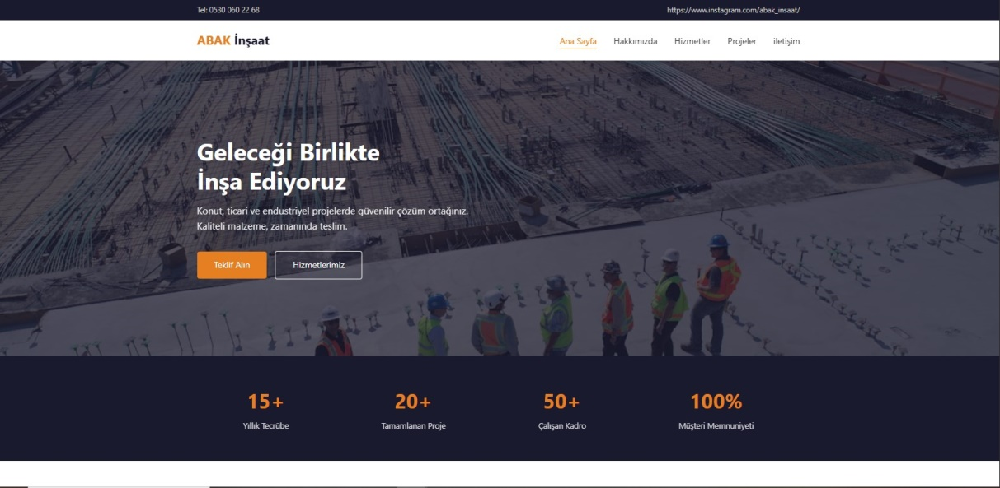 Tel: 0530 060 22 68
https://www.instagram.com/abak_insaat/
ABAK İnşaat
Ana Sayfa Hakkımızda Hizmetler Projeler iletişim
Geleceği Birlikte
İnşa Ediyoruz
Konut, ticari ve endustriyel projelerde güvenilir çözüm ortağınız.
Kaliteli malzeme, zamanında teslim.
Teklif Alın Hizmetlerimiz
15+ 20+ 50+ 100%
Yıllık Tecrübe Tamamlanan Proje Çalışan Kadro Müşteri Memnuniyeti